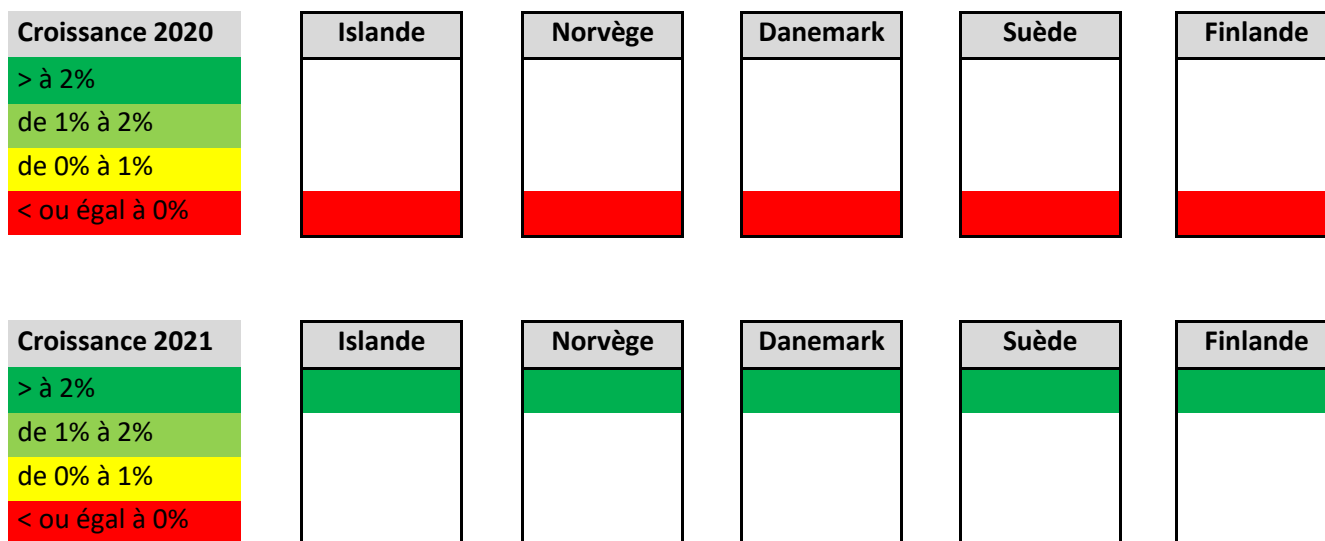 Croissance 2020 Islande Norvège Danemark Suède Finlande
> à 2%
de 1% à 2%
de 0% à 1%
< ou égal à 0%
Croissance 2021 Islande Norvège Danemark Suède Finlande
> à 2%
de 1% à 2%
de 0% à 1%
< ou égal à 0%